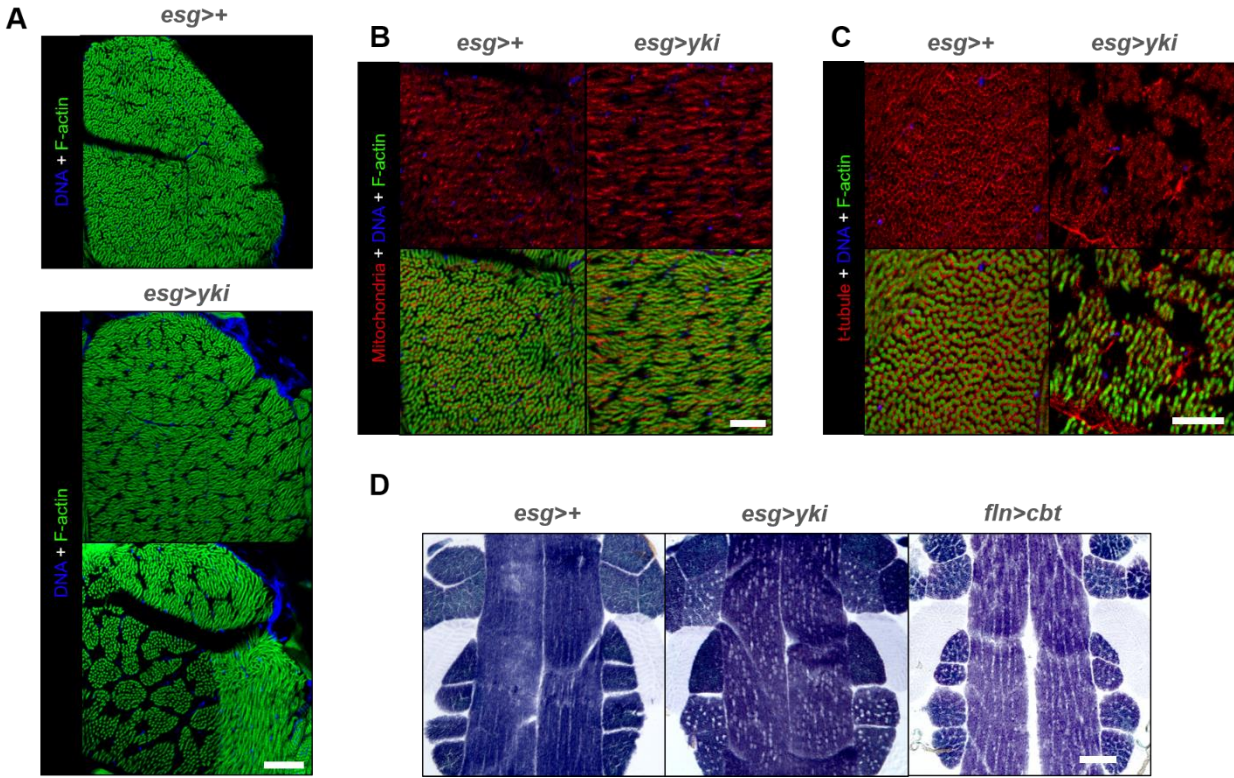 A
esg>+
DNA + F-actin
esg>yki
DNA + F-actin
B
esg>+
esg>yki
Mitochondria + DNA + F-actin
C
esg>+
esg>yki
t-tubule + DNA + F-actin
D
esg>+
esg>yki
fln>cbt